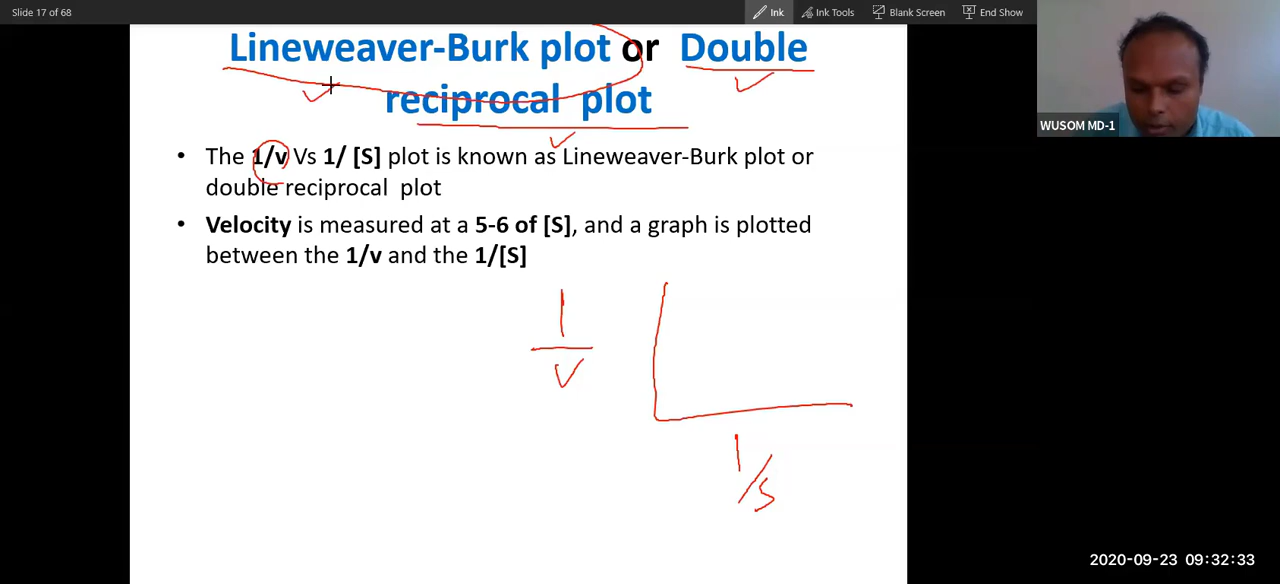 Slide 17 of 68
Ink
Ink Tools
Blank Screen
End Show
Lineweaver-Burk plot or Double
reciprocal plot
WUSOM MD-1
• The 1/v Vs 1/ [S] plot is known as Lineweaver-Burk plot or
double reciprocal plot
• Velocity is measured at a 5-6 of [S], and a graph is plotted
between the 1/v and the 1/[S]
1
v
1/s
2020-09-23 09:32:33